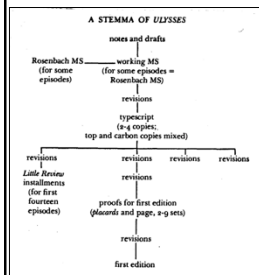 A STEMMA OF ULYSSES
notes and drafts
Rosenbach MS working MS
(for some (for some episodes =
episodes) Rosenbach MS)
revisions
typescript
(2-4 copies;
top and carbon copies mixed)
revisions revisions revisions revisions
Little Review revisions
installments
(for first proofs for first edition
fourteen (placards and page, 2-9 sets)
episodes)
revisions
first edition